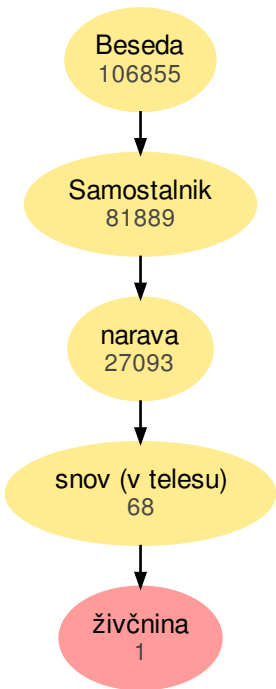 Beseda
106855
Samostalnik
81889
narava
27093
snov (v telesu)
68
živčnina
1